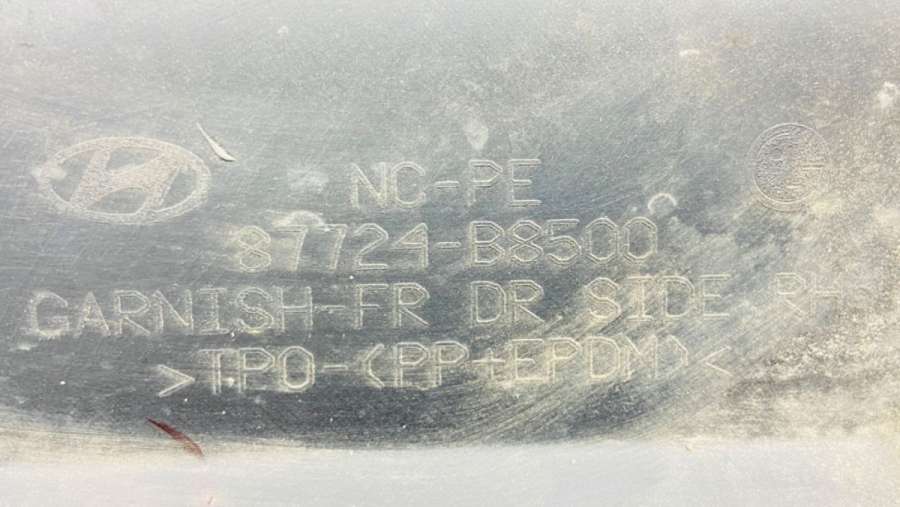 NC-PE
87724-B8500
GARNISH-FR DR SIDE, RH
>TPO-(PP+EPDM)<